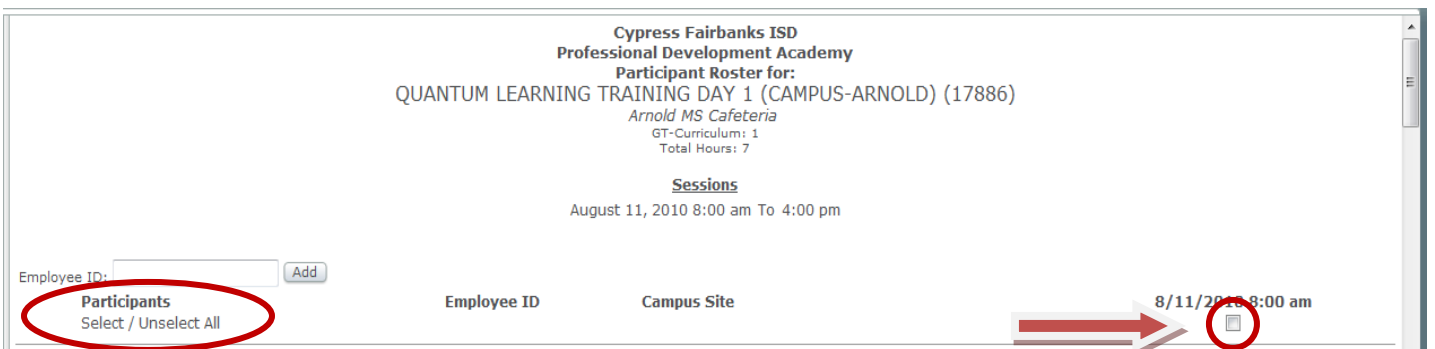 Cypress Fairbanks ISD
Professional Development Academy
Participant Roster for:
QUANTUM LEARNING TRAINING DAY 1 (CAMPUS-ARNOLD) (17886)
Arnold MS Cafeteria
GT-Curriculum: 1
Total Hours: 7
Sessions
August 11, 2010 8:00 am To 4:00 pm
Employee ID: Add
Participants Employee ID Campus Site 8/11/2010 8:00 am
Select / Unselect All